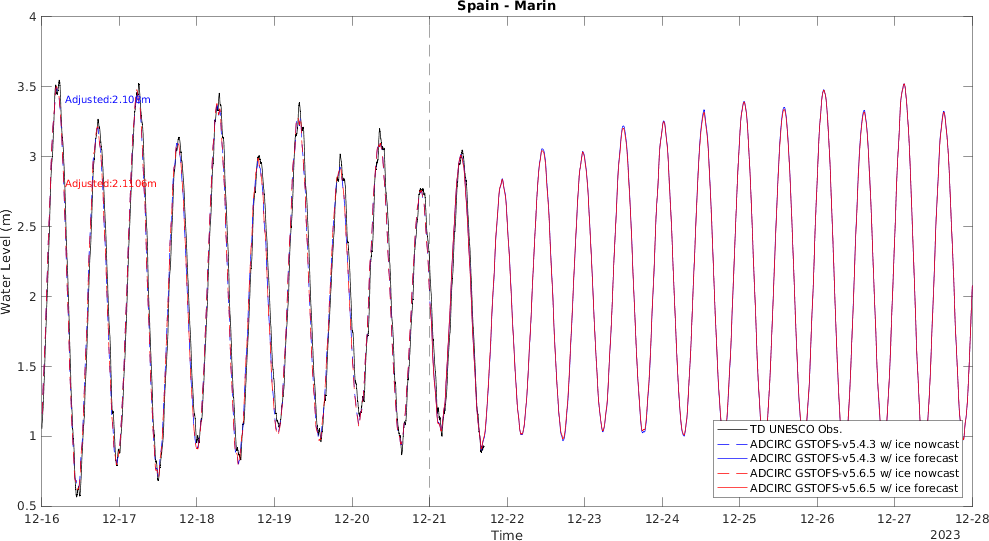 Spain - Marin
4
3.5
3
2.5
2
1.5
1
0.5
Water Level (m)
Adjusted:2.108m
Adjusted:2.1106m
TD UNESCO Obs.
ADCIRC GSTOFS-v5.4.3 w/ ice nowcast
ADCIRC GSTOFS-v5.4.3 w/ ice forecast
ADCIRC GSTOFS-v5.6.5 w/ ice nowcast
ADCIRC GSTOFS-v5.6.5 w/ ice forecast
12-16 12-17 12-18 12-19 12-20 12-21 12-22 12-23 12-24 12-25 12-26 12-27 12-28
Time
2023